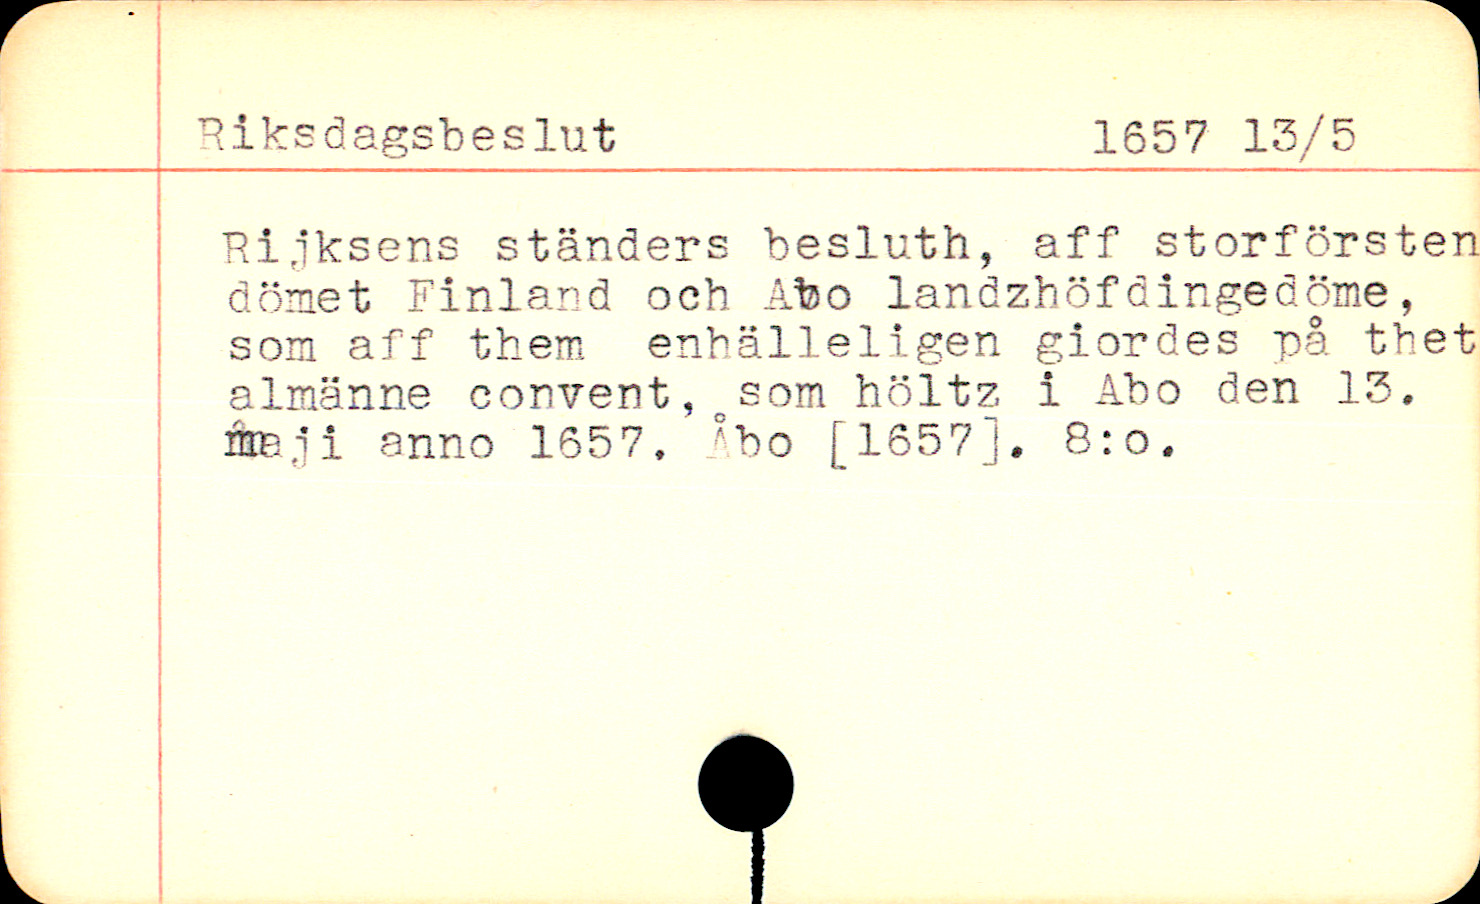 Riksdagsbeslut 1657 13/5
Rijksens ständers besluth, aff storförsten
dömet Finland och Abo landzhöfdingedöme,
som aff them enhälleligen giordes på thet
almänne convent, som höltz i Abo den 13.
maji anno 1657. Åbo [1657]. 8:o.